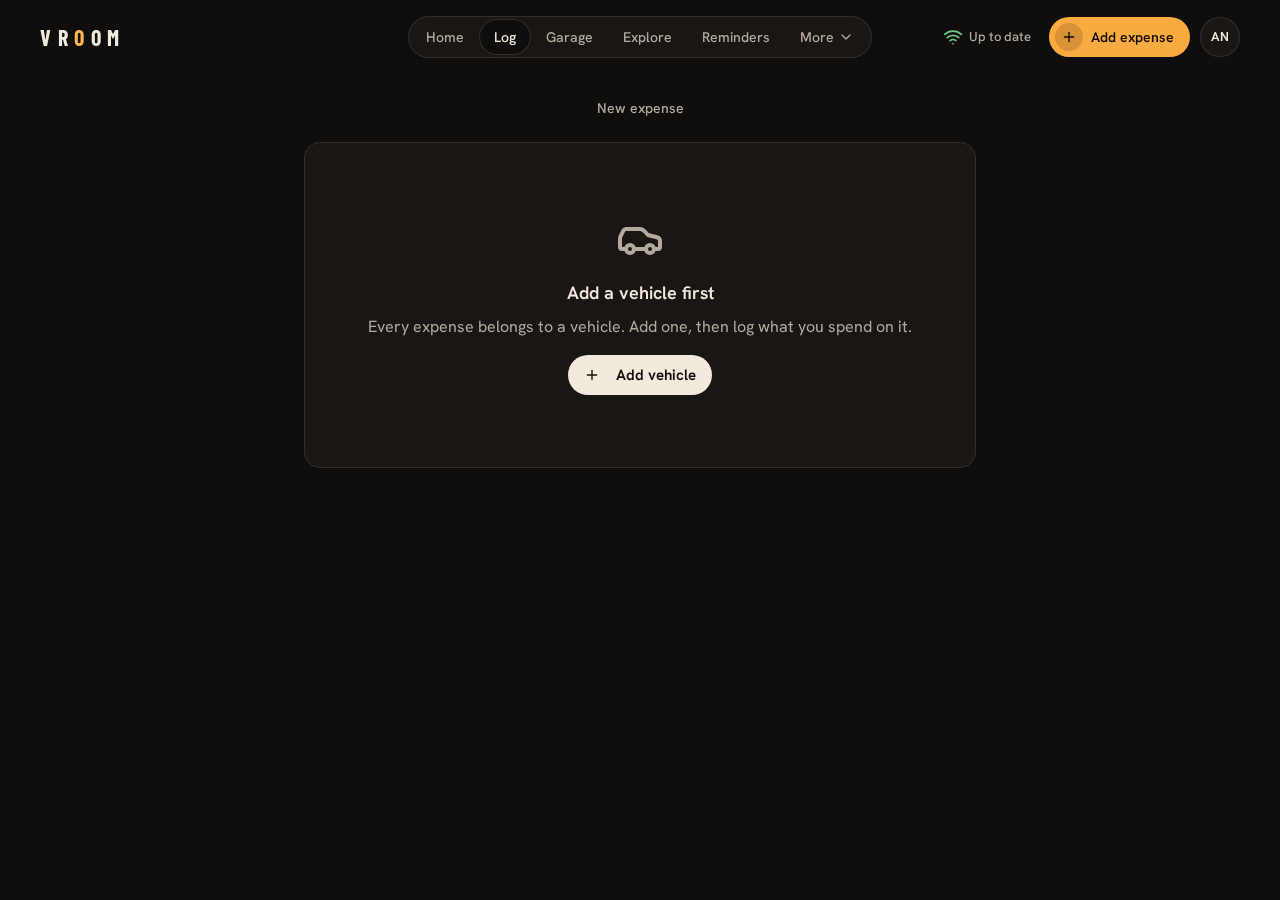 VROOM
Home
Log
Garage
Explore
Reminders
More
Up to date
Add expense
AN
New expense
Add a vehicle first
Every expense belongs to a vehicle. Add one, then log what you spend on it.
Add vehicle